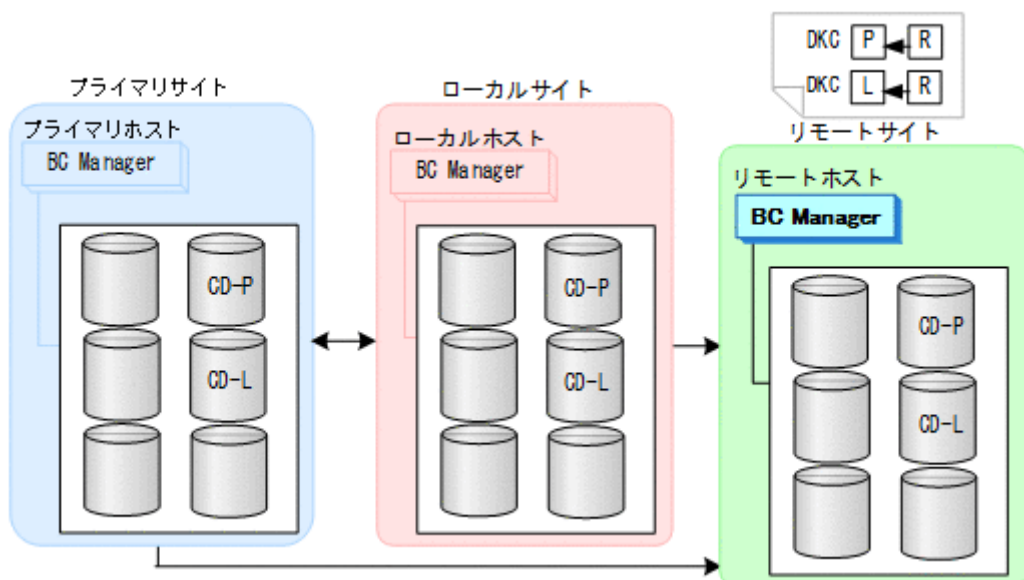 DKC P R
DKC L R
プライマリサイト
プライマリホスト
BC Manager
CD-P
CD-L
ローカルサイト
ローカルホスト
BC Manager
CD-P
CD-L
リモートサイト
リモートホスト
BC Manager
CD-P
CD-L